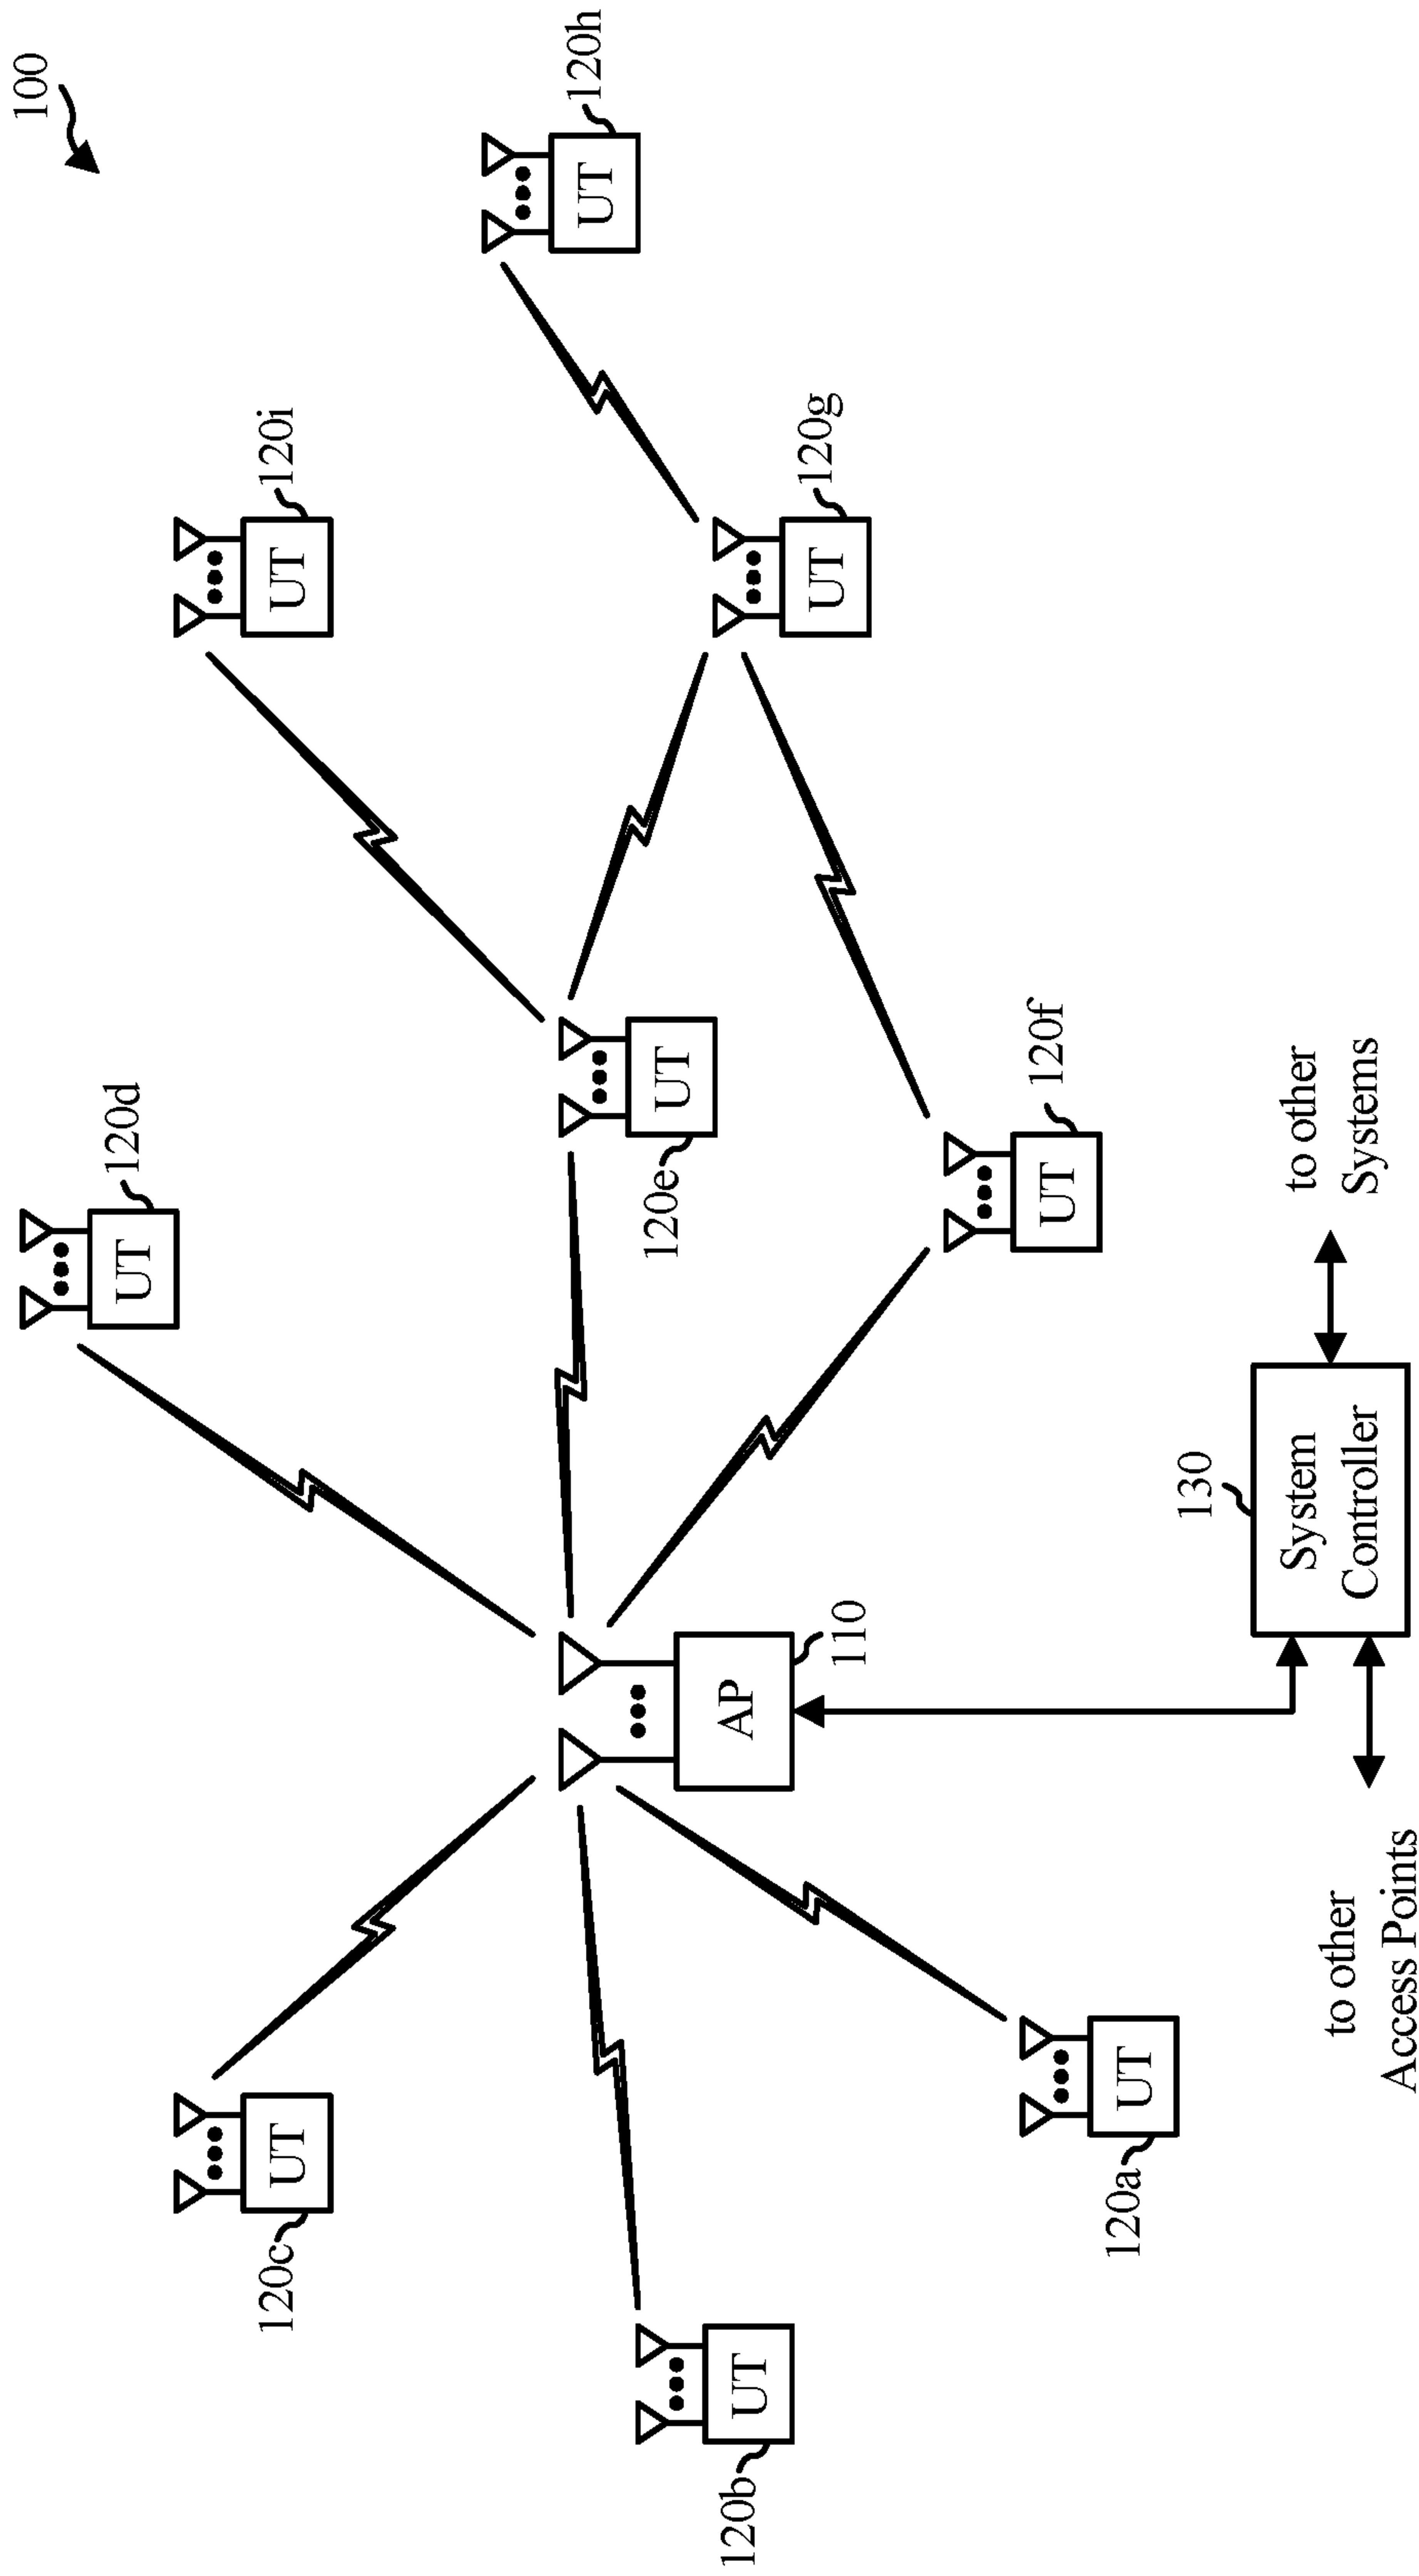 100
120d
UT
120i
UT
120c
UT
120h
UT
UT
120e
120g
UT
AP
110
120b
UT
120f
UT
120a
UT
130
System
Controller
to other
Systems
to other
Access Points